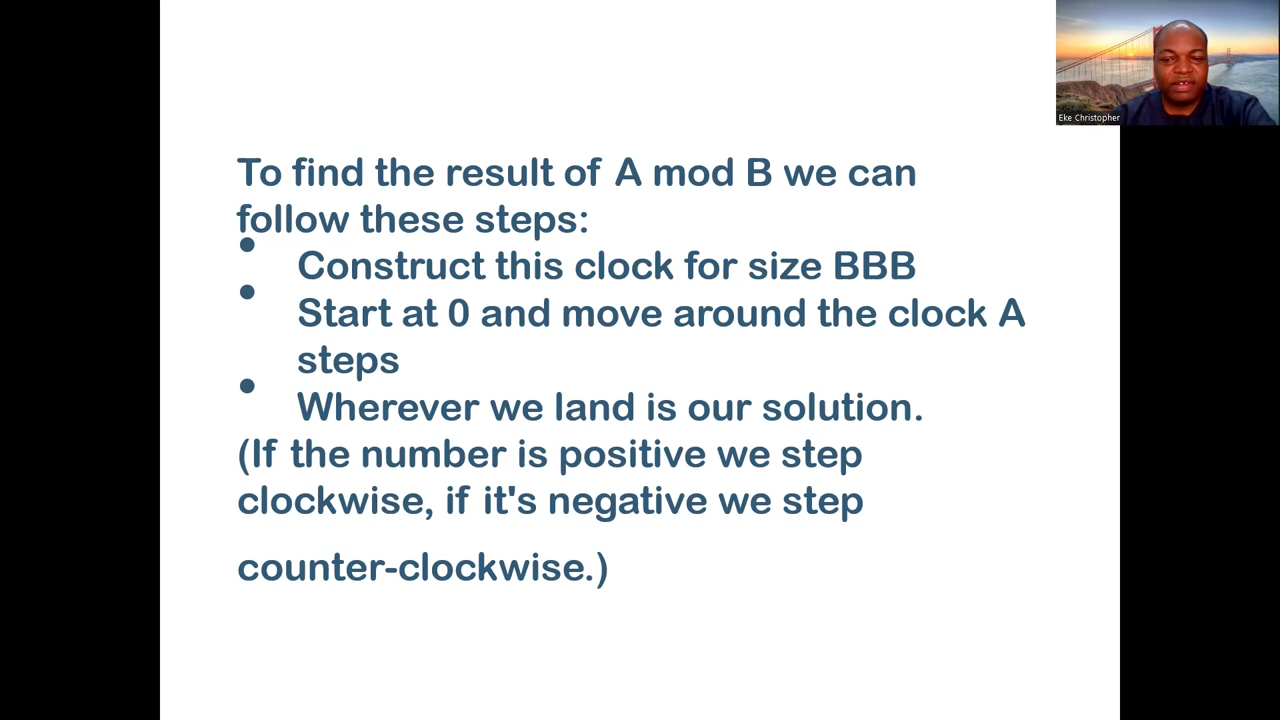 Eke Christopher
To find the result of A mod B we can
follow these steps:
• Construct this clock for size BBB
• Start at 0 and move around the clock A
steps
• Wherever we land is our solution.
(If the number is positive we step
clockwise, if it's negative we step
counter-clockwise.)